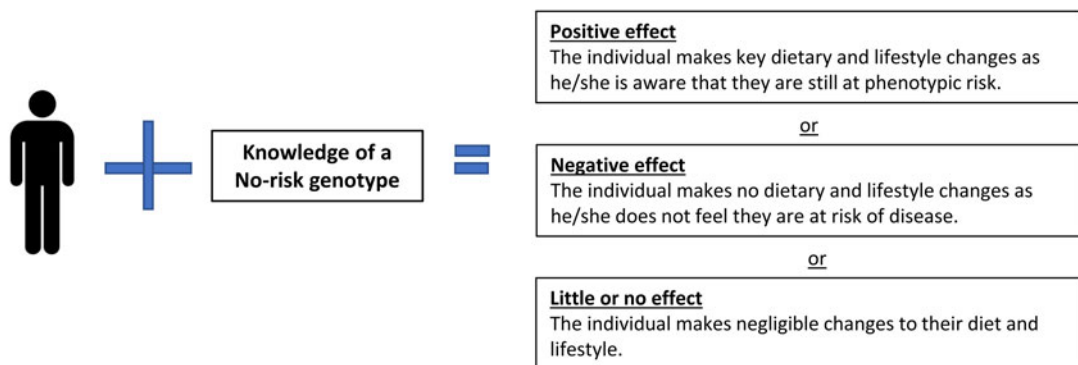 Positive effect
The individual makes key dietary and lifestyle changes as
he/she is aware that they are still at phenotypic risk.
or
Knowledge of a
No-risk genotype
Negative effect
The individual makes no dietary and lifestyle changes as
he/she does not feel they are at risk of disease.
or
Little or no effect
The individual makes negligible changes to their diet and
lifestyle.